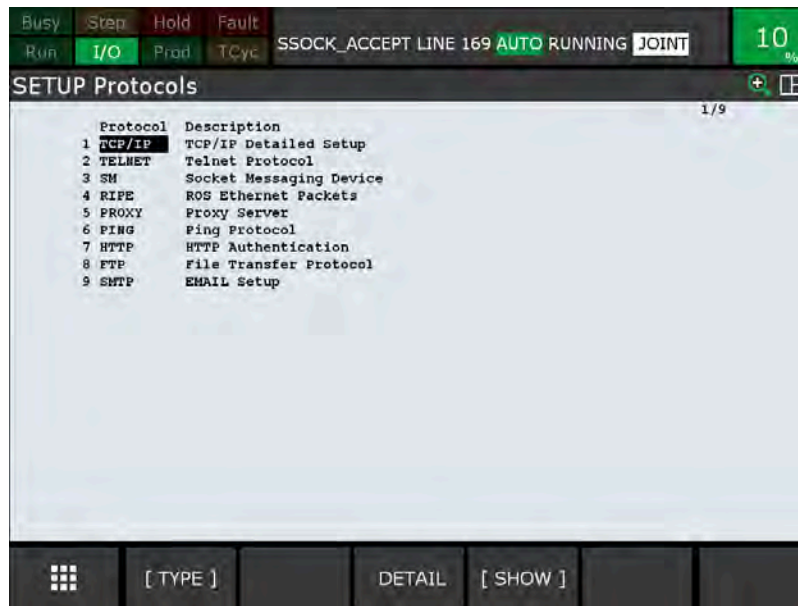 Busy Step Hold Fault
Run I/O Prod TCyc
SSOCK_ACCEPT LINE 169 AUTO RUNNING JOINT
10 %
SETUP Protocols
1/9
Protocol Description
1 TCP/IP TCP/IP Detailed Setup
2 TELNET Telnet Protocol
3 SM Socket Messaging Device
4 RIPE ROS Ethernet Packets
5 PROXY Proxy Server
6 PING Ping Protocol
7 HTTP HTTP Authentication
8 FTP File Transfer Protocol
9 SMTP EMAIL Setup
[ TYPE ] DETAIL [ SHOW ]